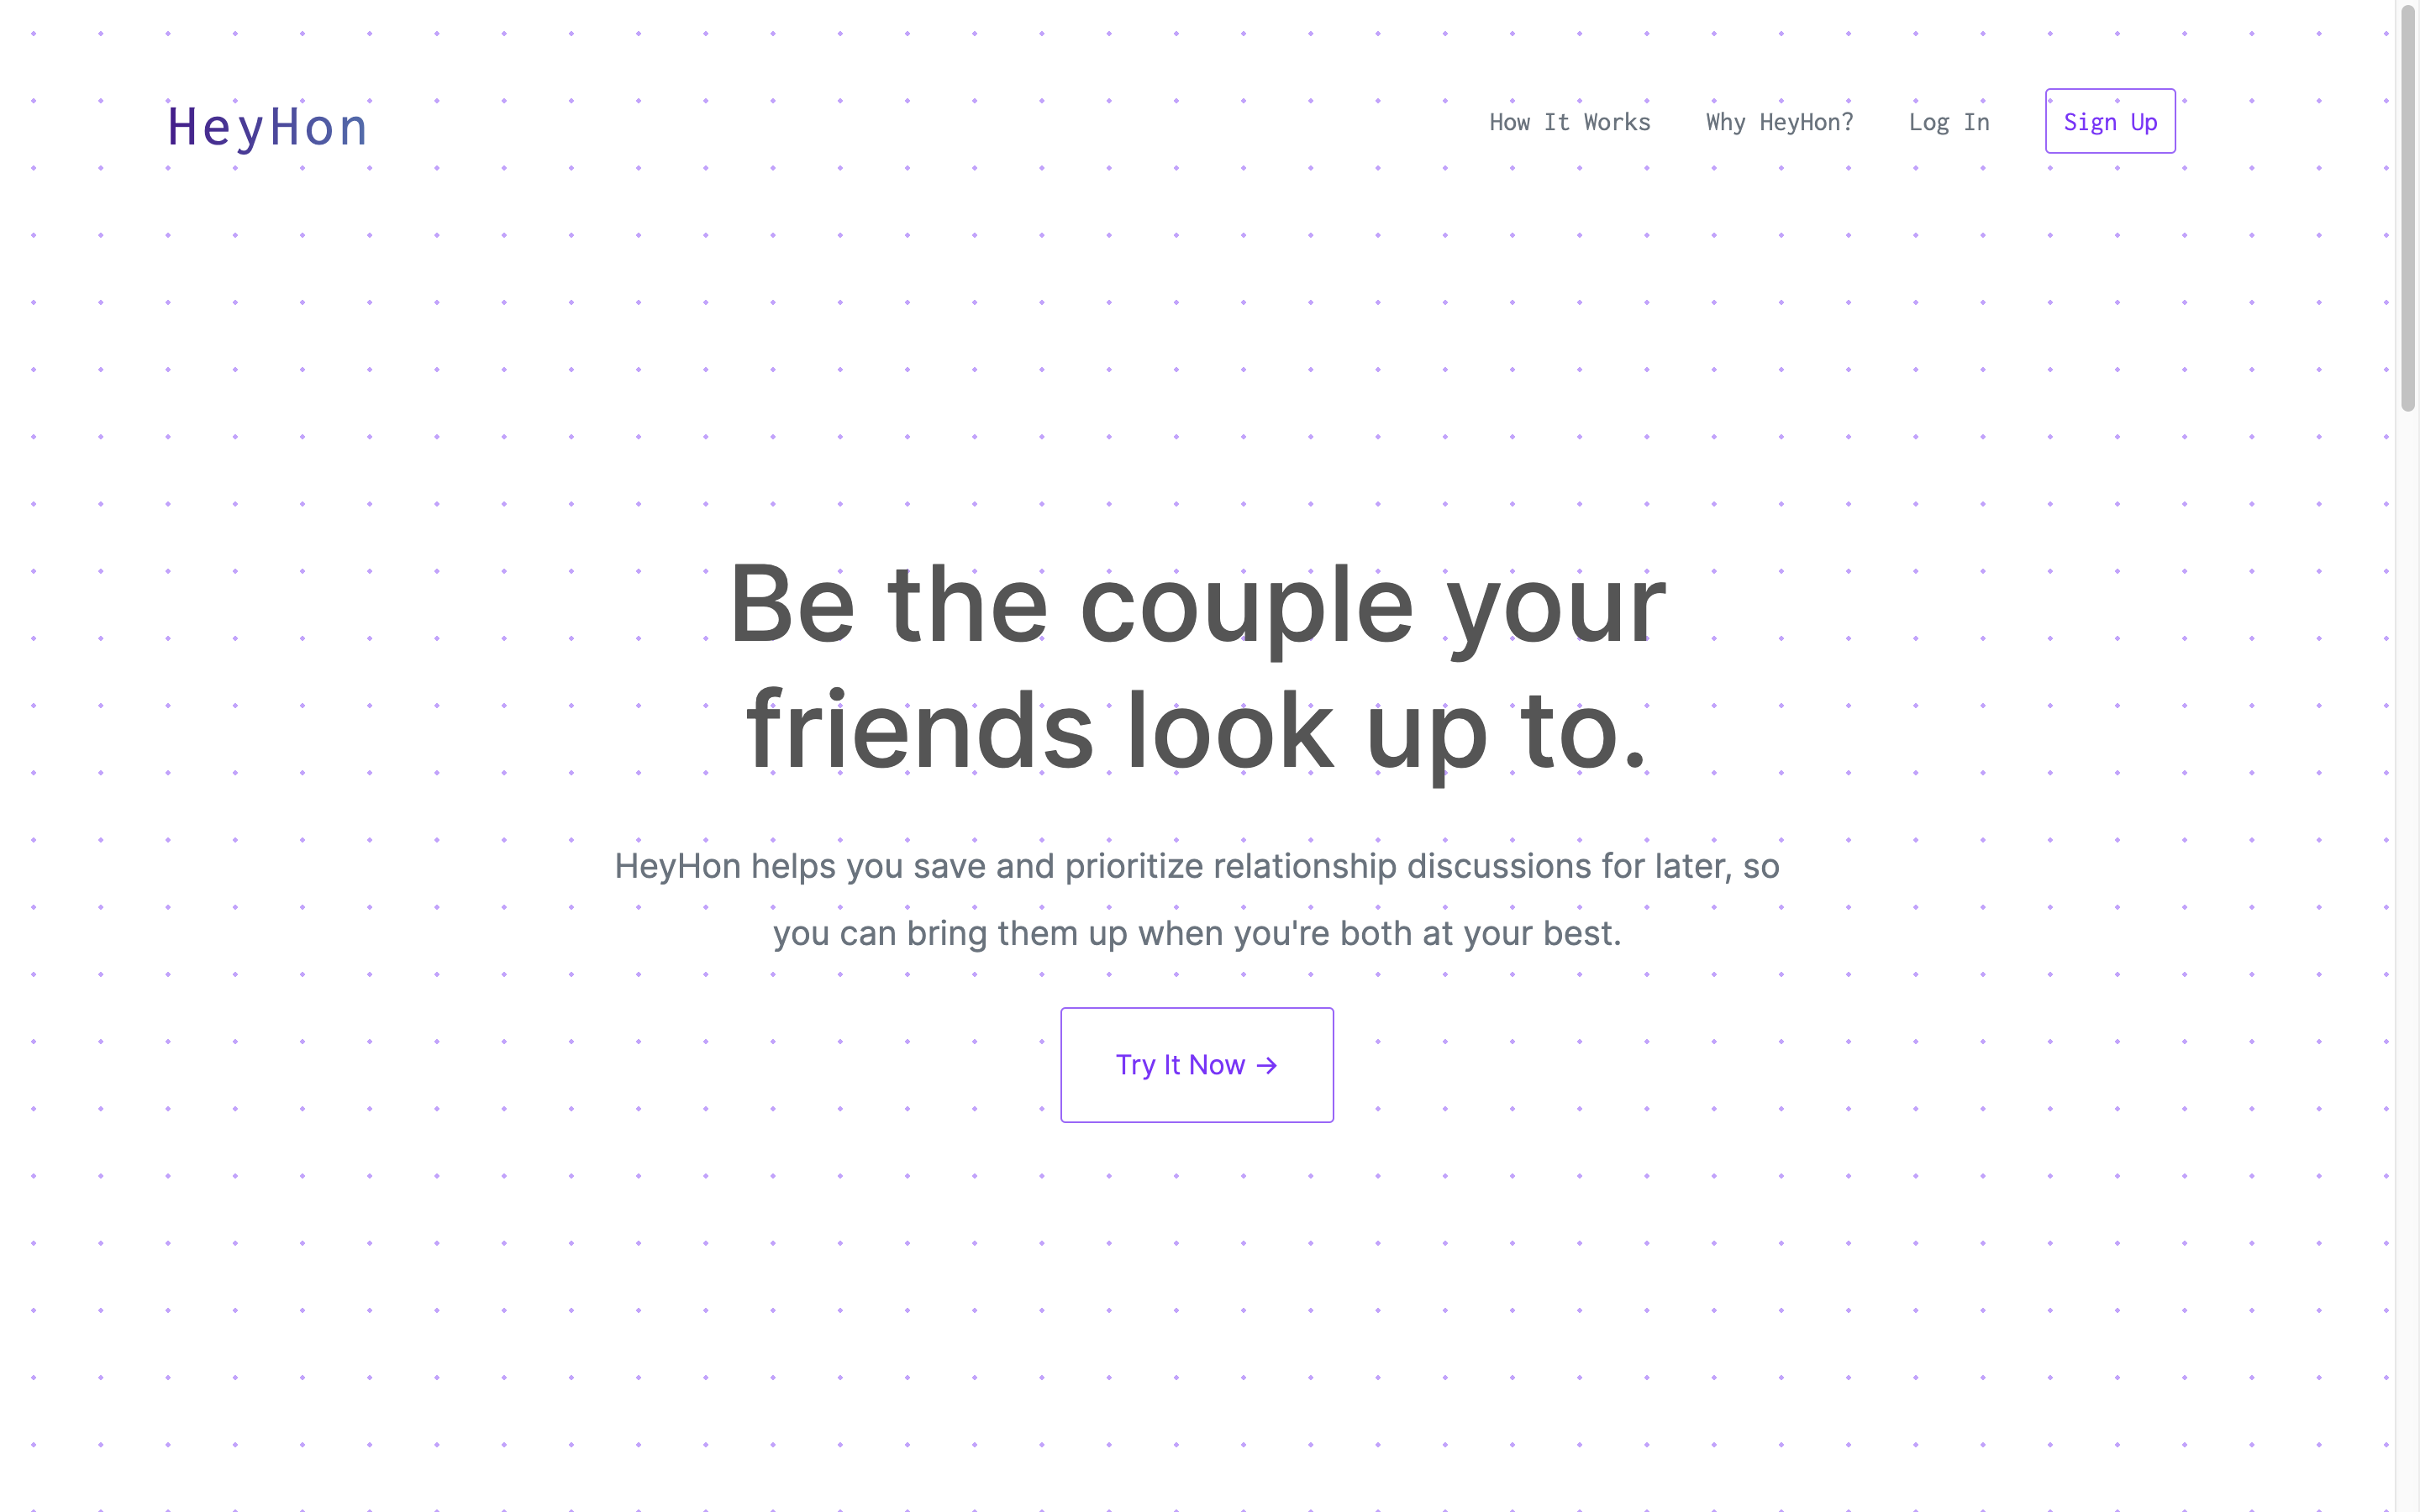 HeyHon
How It Works
Why HeyHon?
Log In
Sign Up
Be the couple your
friends look up to.
HeyHon helps you save and prioritize relationship discussions for later, so
you can bring them up when you're both at your best.
Try It Now →